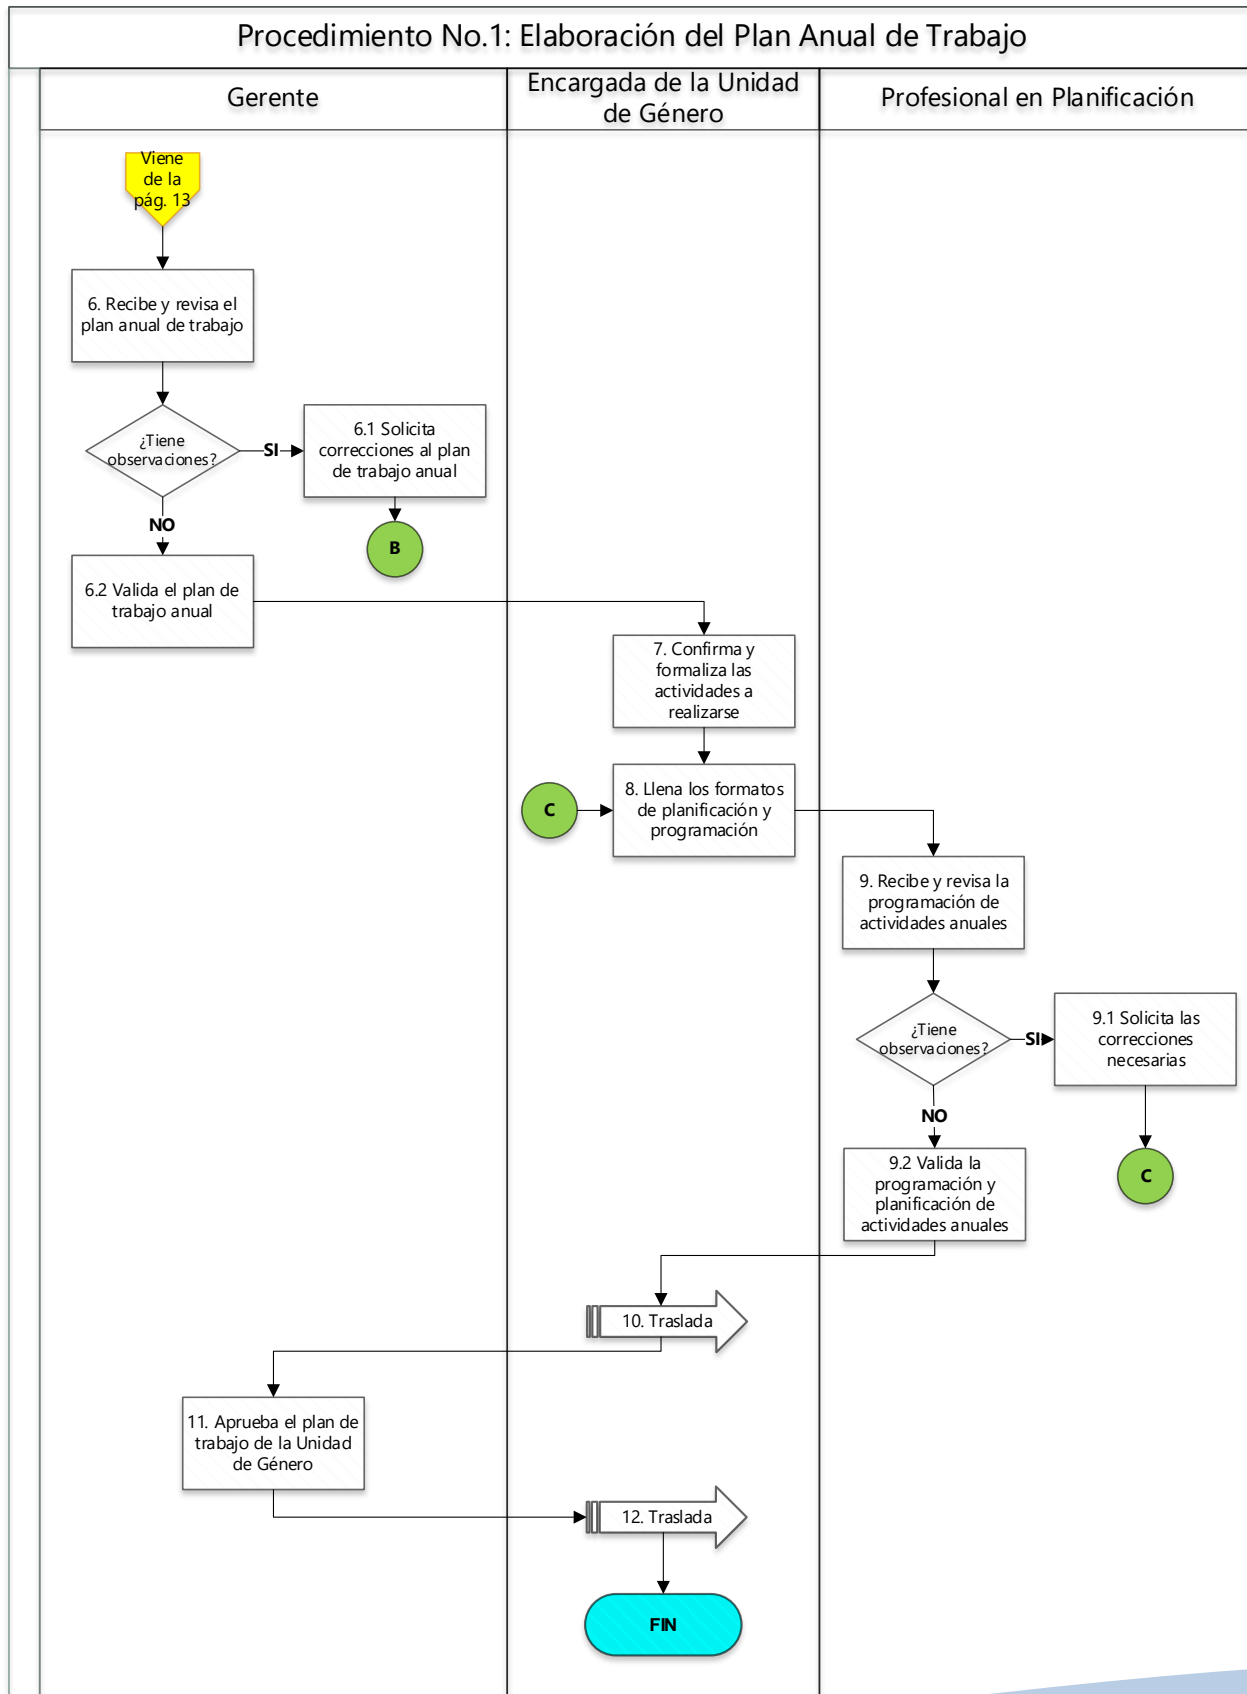 Procedimiento No.1: Elaboración del Plan Anual de Trabajo
Gerente
Encargada de la Unidad
de Género
Profesional en Planificación
Viene
de la
pág. 13
6. Recibe y revisa el
plan anual de trabajo
¿Tiene
observaciones?
SI
6.1 Solicita
correcciones al plan
de trabajo anual
NO
B
6.2 Valida el plan de
trabajo anual
7. Confirma y
formaliza las
actividades a
realizarse
C
8. Llena los formatos
de planificación y
programación
9. Recibe y revisa la
programación de
actividades anuales
¿Tiene
observaciones?
SI
9.1 Solicita las
correcciones
necesarias
NO
C
9.2 Valida la
programación y
planificación de
actividades anuales
10. Traslada
11. Aprueba el plan de
trabajo de la Unidad
de Género
12. Traslada
FIN